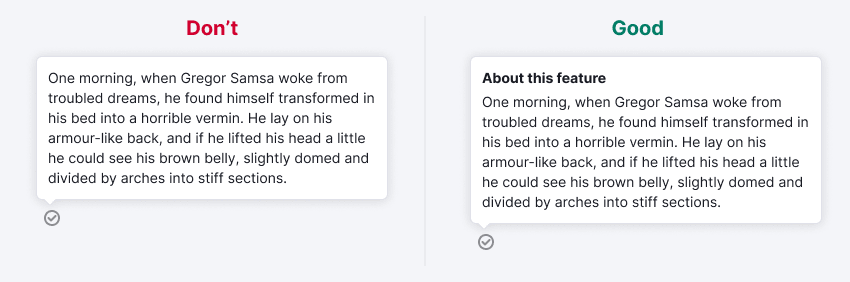 Don’t
One morning, when Gregor Samsa woke from
troubled dreams, he found himself transformed in
his bed into a horrible vermin. He lay on his
armour-like back, and if he lifted his head a little
he could see his brown belly, slightly domed and
divided by arches into stiff sections.
Good
About this feature
One morning, when Gregor Samsa woke from
troubled dreams, he found himself transformed in
his bed into a horrible vermin. He lay on his
armour-like back, and if he lifted his head a little
he could see his brown belly, slightly domed and
divided by arches into stiff sections.